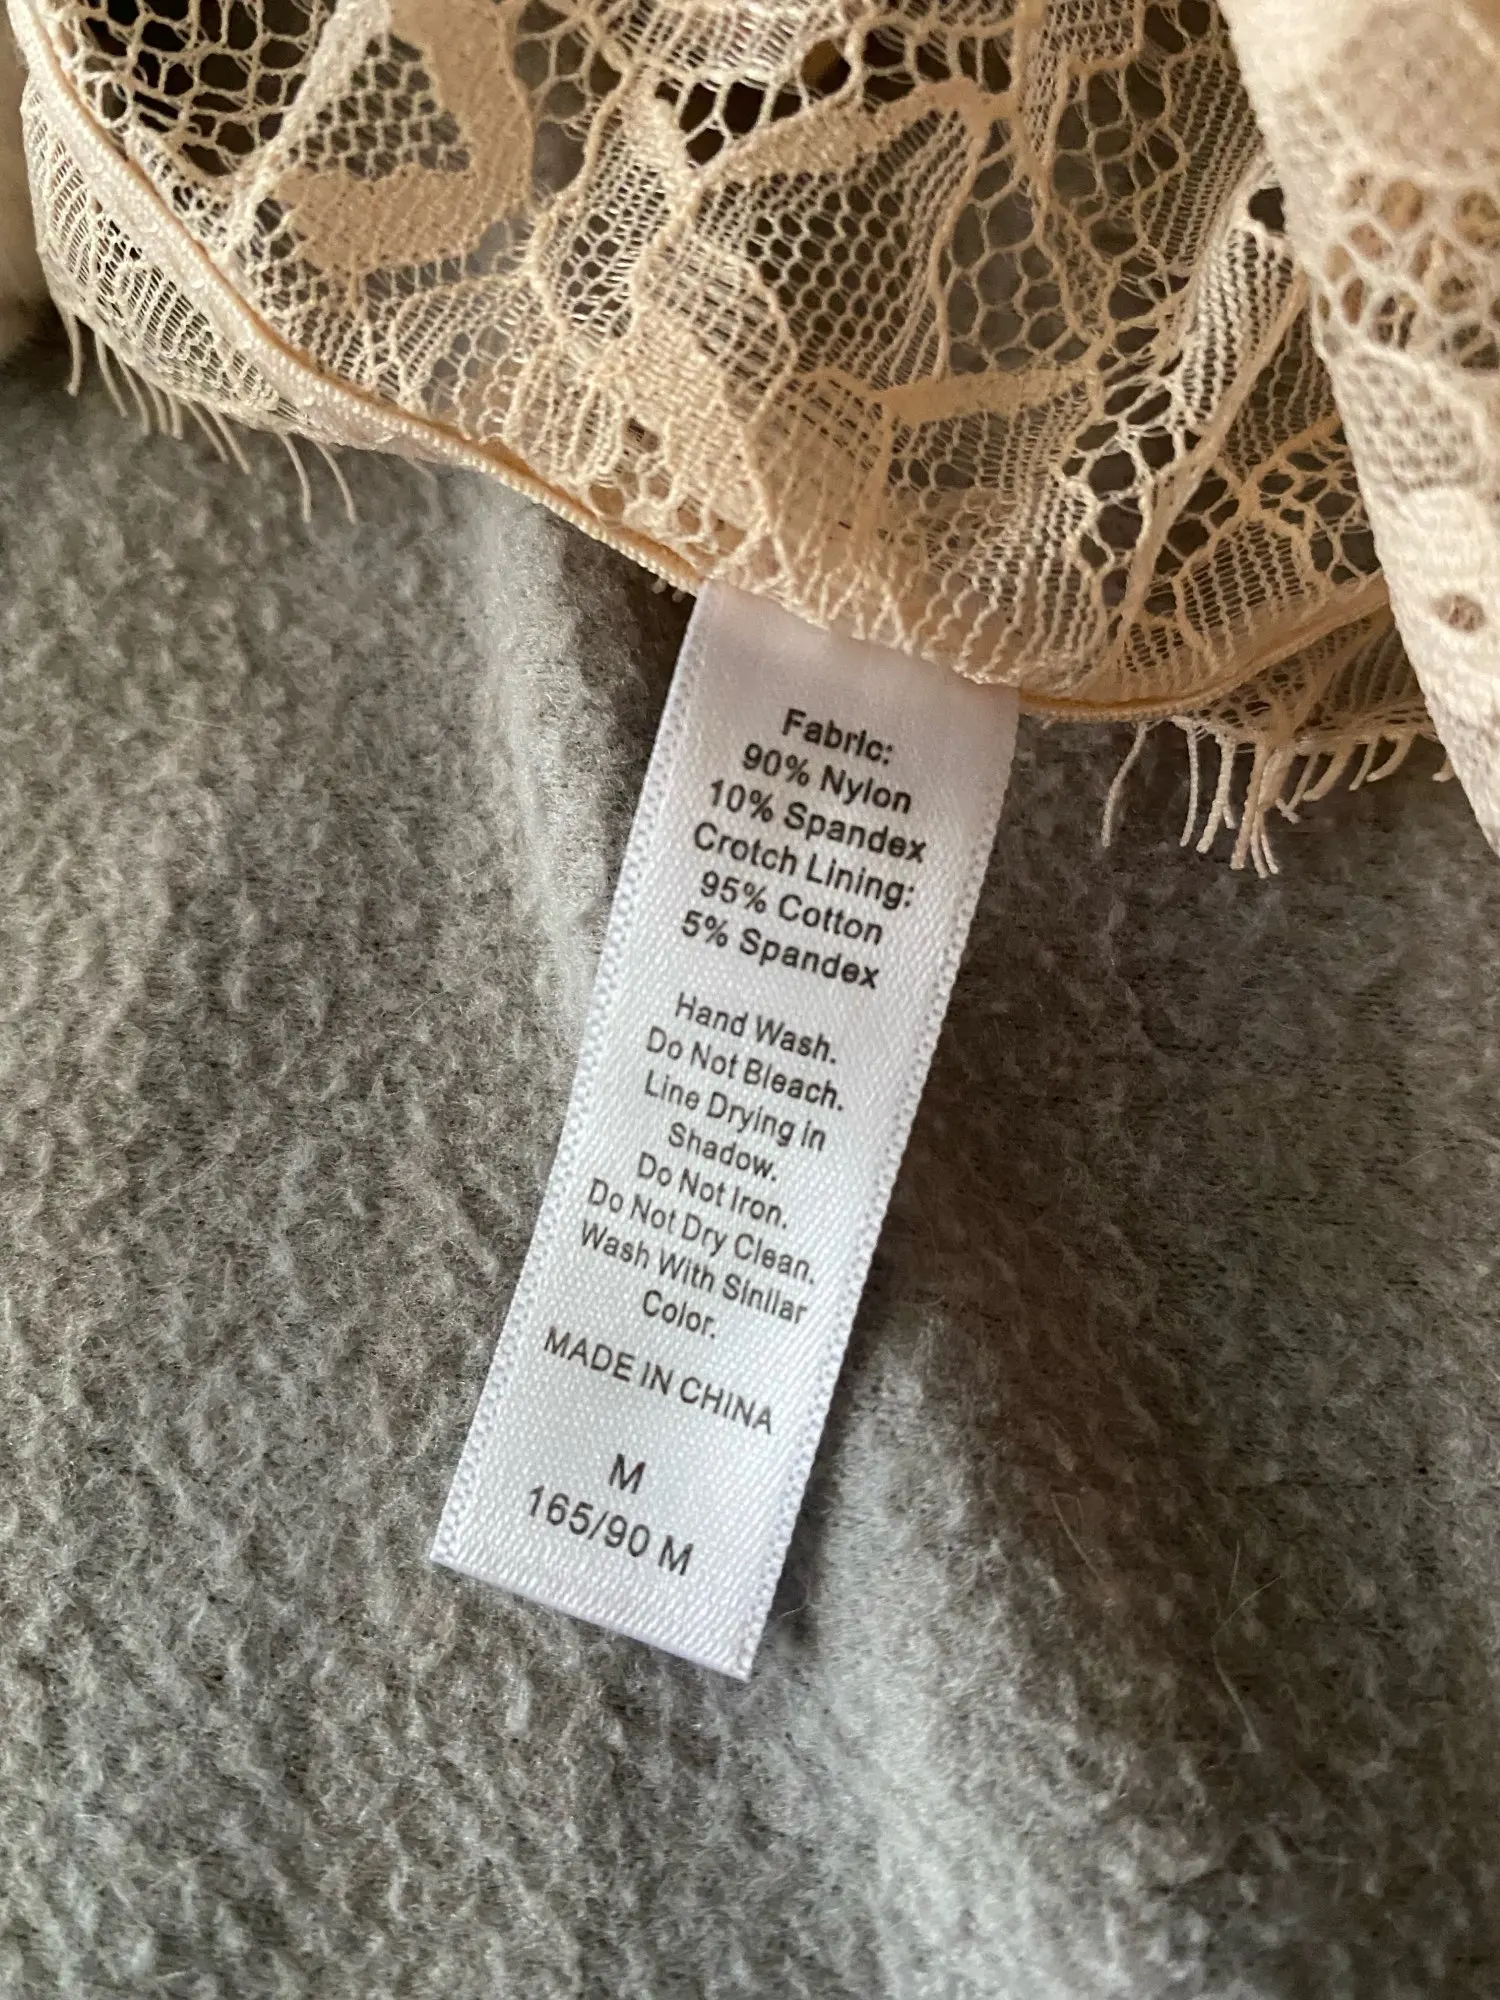 Fabric:
90% Nylon
10% Spandex
Crotch Lining:
95% Cotton
5% Spandex
Hand Wash.
Do Not Bleach.
Line Drying in
Shadow.
Do Not Iron.
Do Not Dry Clean.
Wash With Sinilar
Color.
MADE IN CHINA
M
165/90 M